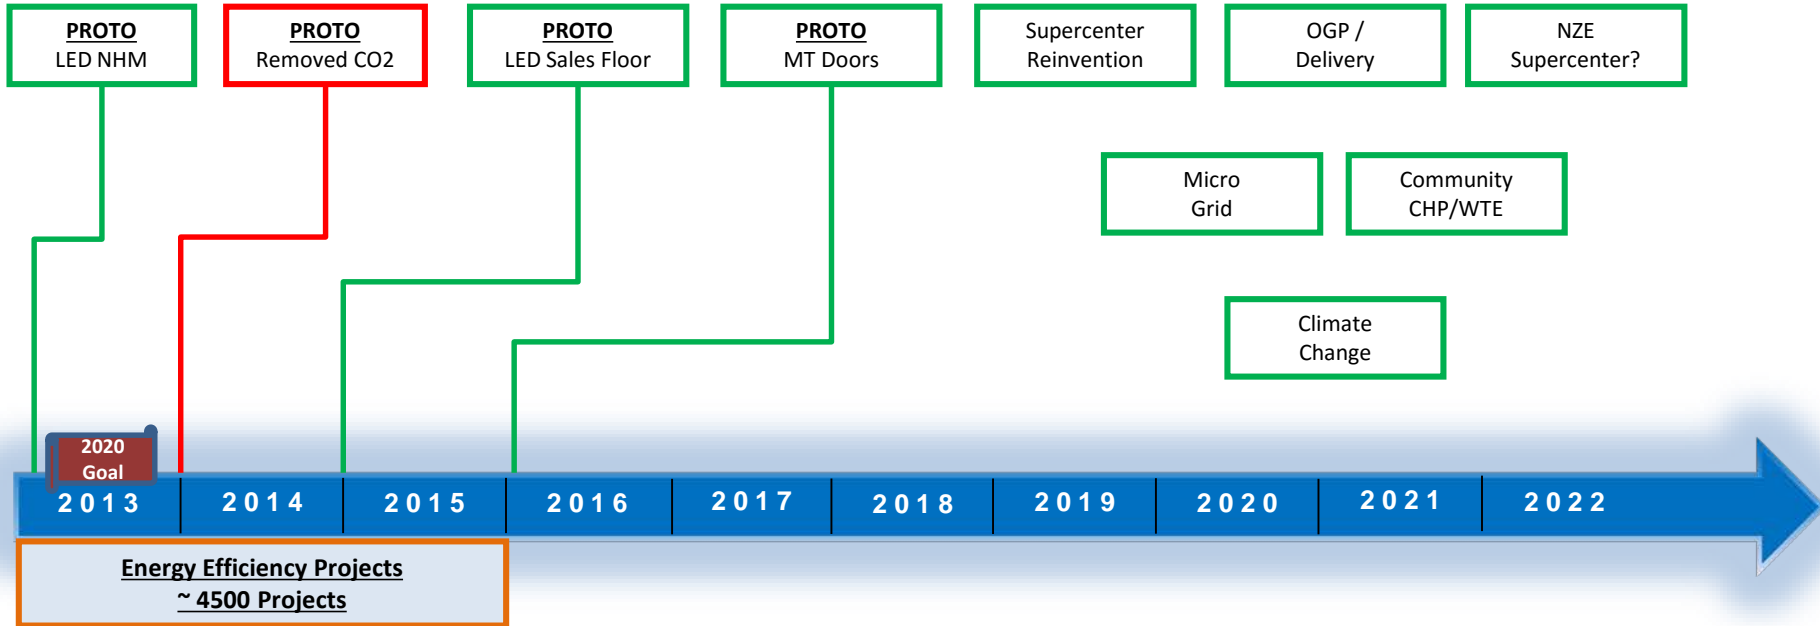 PROTO
LED NHM
PROTO
Removed CO2
PROTO
LED Sales Floor
PROTO
MT Doors
Supercenter
Reinvention
OGP /
Delivery
NZE
Supercenter?
Micro
Grid
Community
CHP/WTE
Climate
Change
2020
Goal
2013
2014
2015
2016
2017
2018
2019
2020
2021
2022
Energy Efficiency Projects
~ 4500 Projects